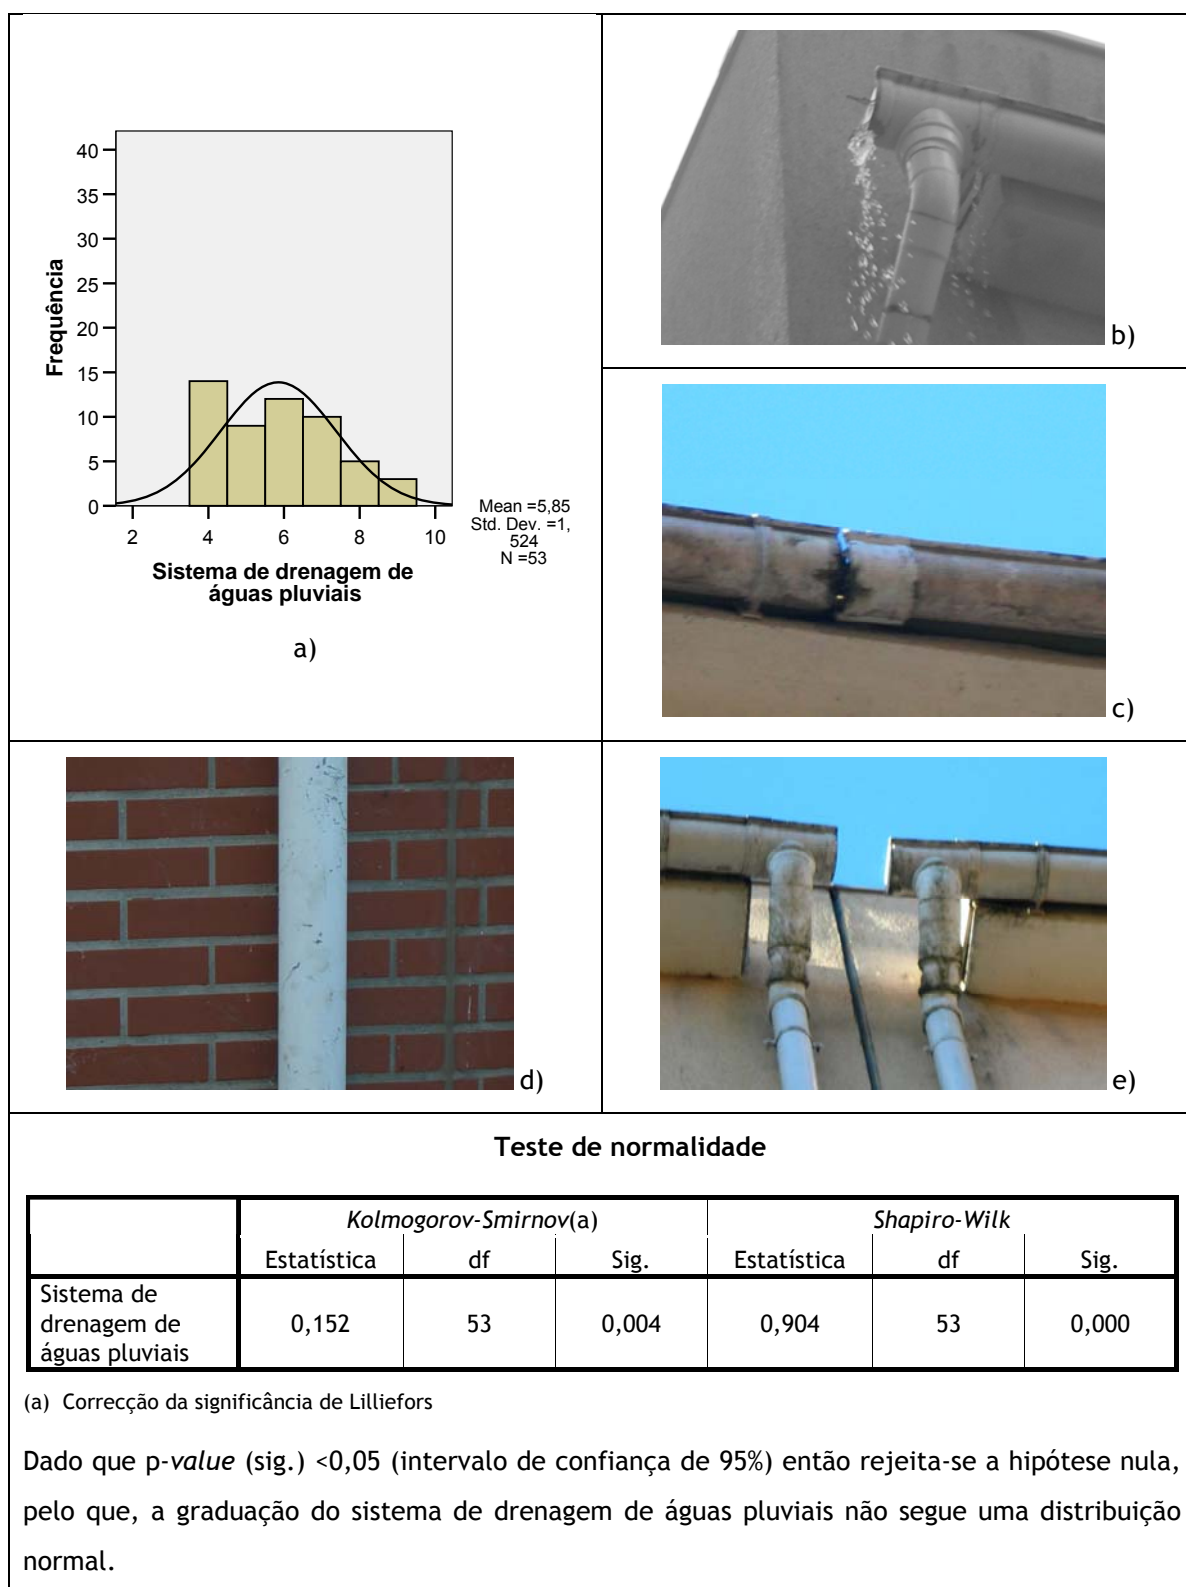 40
35
30
25
20
15
10
5
0
Frequência
2 4 6 8 10
Sistema de drenagem de
águas pluviais
Mean =5,85
Std. Dev. =1,
524
N =53
a)
b)
c)
d)
e)
Teste de normalidade
Kolmogorov-Smirnov(a) Shapiro-Wilk
Estatística df Sig. Estatística df Sig.
Sistema de
drenagem de
águas pluviais
0,152 53 0,004 0,904 53 0,000
(a) Correcção da significância de Lilliefors
Dado que p-value (sig.) <0,05 (intervalo de confiança de 95%) então rejeita-se a hipótese nula,
pelo que, a graduação do sistema de drenagem de águas pluviais não segue uma distribuição
normal.